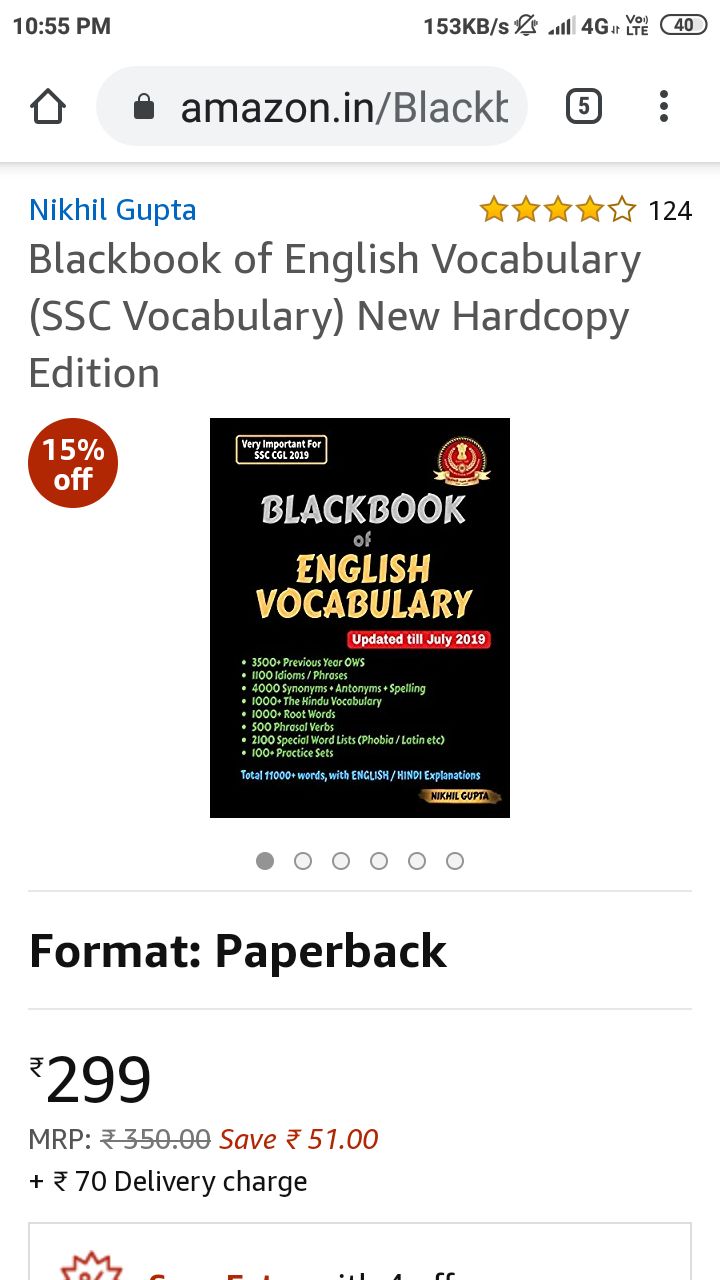 10:55 PM 153KB/s 4G VoLTE 40
amazon.in/Blackb 5
Nikhil Gupta 124
Blackbook of English Vocabulary
(SSC Vocabulary) New Hardcopy
Edition
15%
off
Very Important For
SSC CGL 2019
BLACKBOOK
of
ENGLISH
VOCABULARY
Updated till July 2019
• 3500+ Previous Year OWS
• 1100 Idioms / Phrases
• 4000 Synonyms + Antonyms + Spelling
• 1000+ The Hindu Vocabulary
• 1000+ Root Words
• 500 Phrasal Verbs
• 2100 Special Word Lists (Phobia / Latin etc)
• 100+ Practice Sets
Total 11000+ words, with ENGLISH / HINDI Explanations
NIKHIL GUPTA
Format: Paperback
₹299
MRP: ₹ 350.00 Save ₹ 51.00
+ ₹ 70 Delivery charge